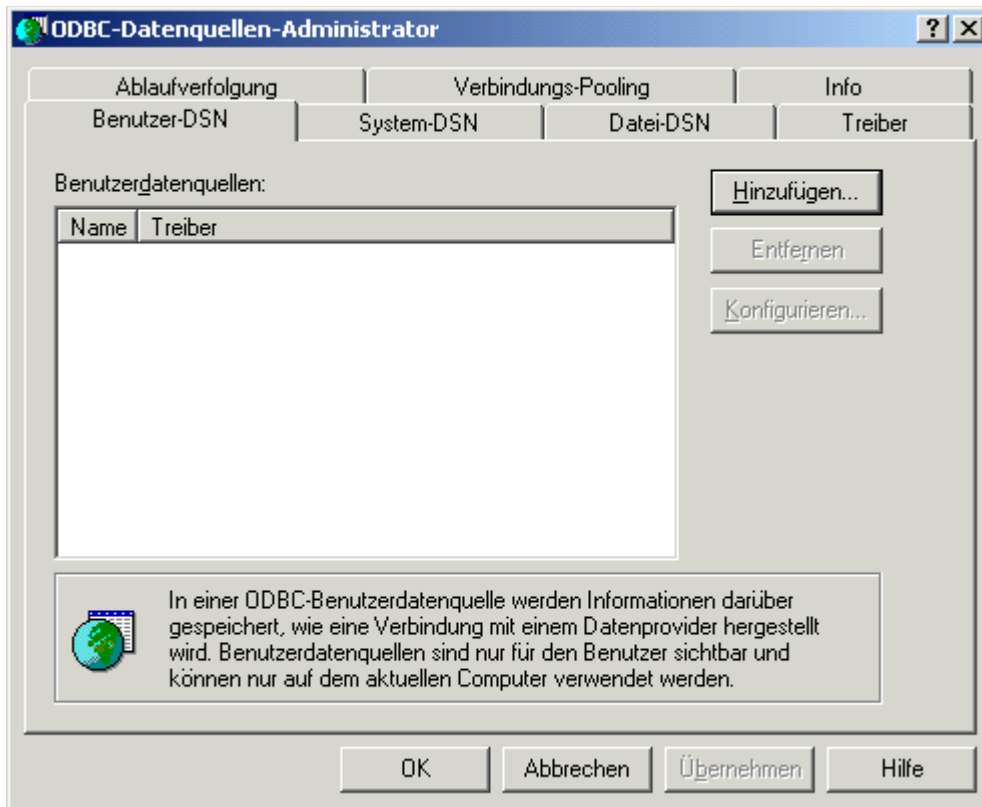 ODBC-Datenquellen-Administrator
Ablaufverfolgung Verbindungs-Pooling Info
Benutzer-DSN System-DSN Datei-DSN Treiber
Benutzerdatenquellen:
Hinzufügen...
Name Treiber
Entfernen
Konfigurieren...
In einer ODBC-Benutzerdatenquelle werden Informationen darüber
gespeichert, wie eine Verbindung mit einem Datenprovider hergestellt
wird. Benutzerdatenquellen sind nur für den Benutzer sichtbar und
können nur auf dem aktuellen Computer verwendet werden.
OK Abbrechen Übernehmen Hilfe